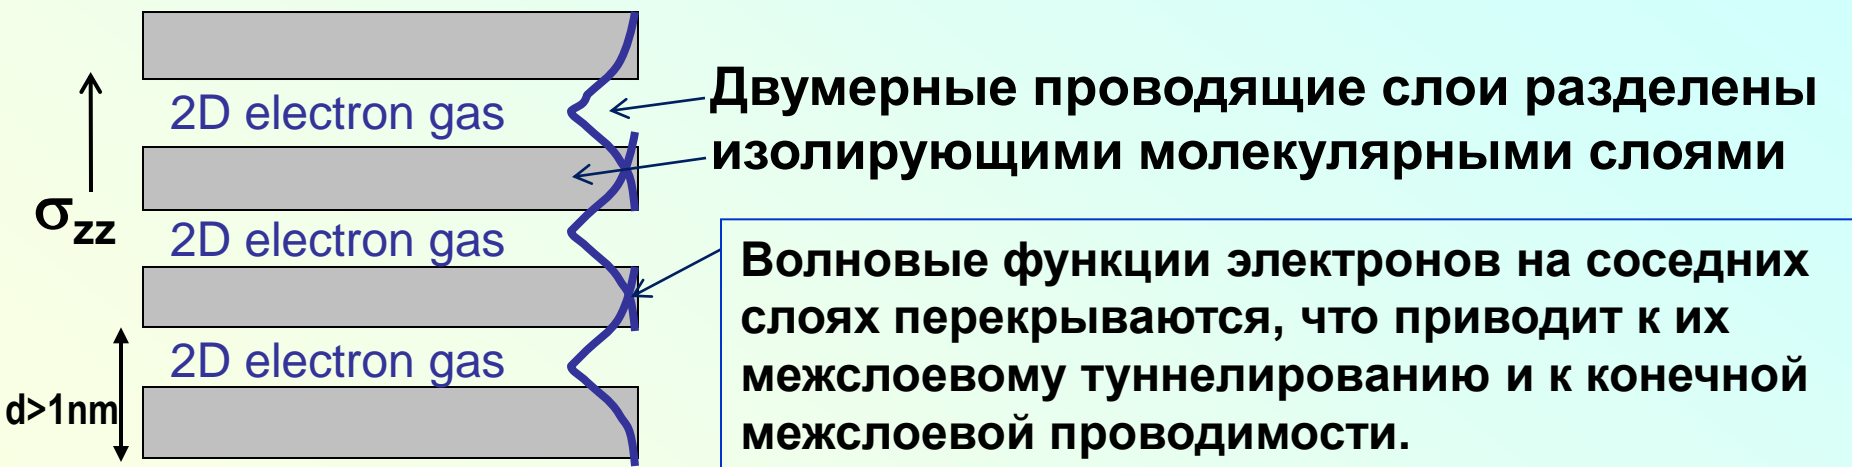 2D electron gas
σzz
2D electron gas
2D electron gas
d>1nm
Двумерные проводящие слои разделены
изолирующими молекулярными слоями
Волновые функции электронов на соседних
слоях перекрываются, что приводит к их
межслоевому туннелированию и к конечной
межслоевой проводимости.